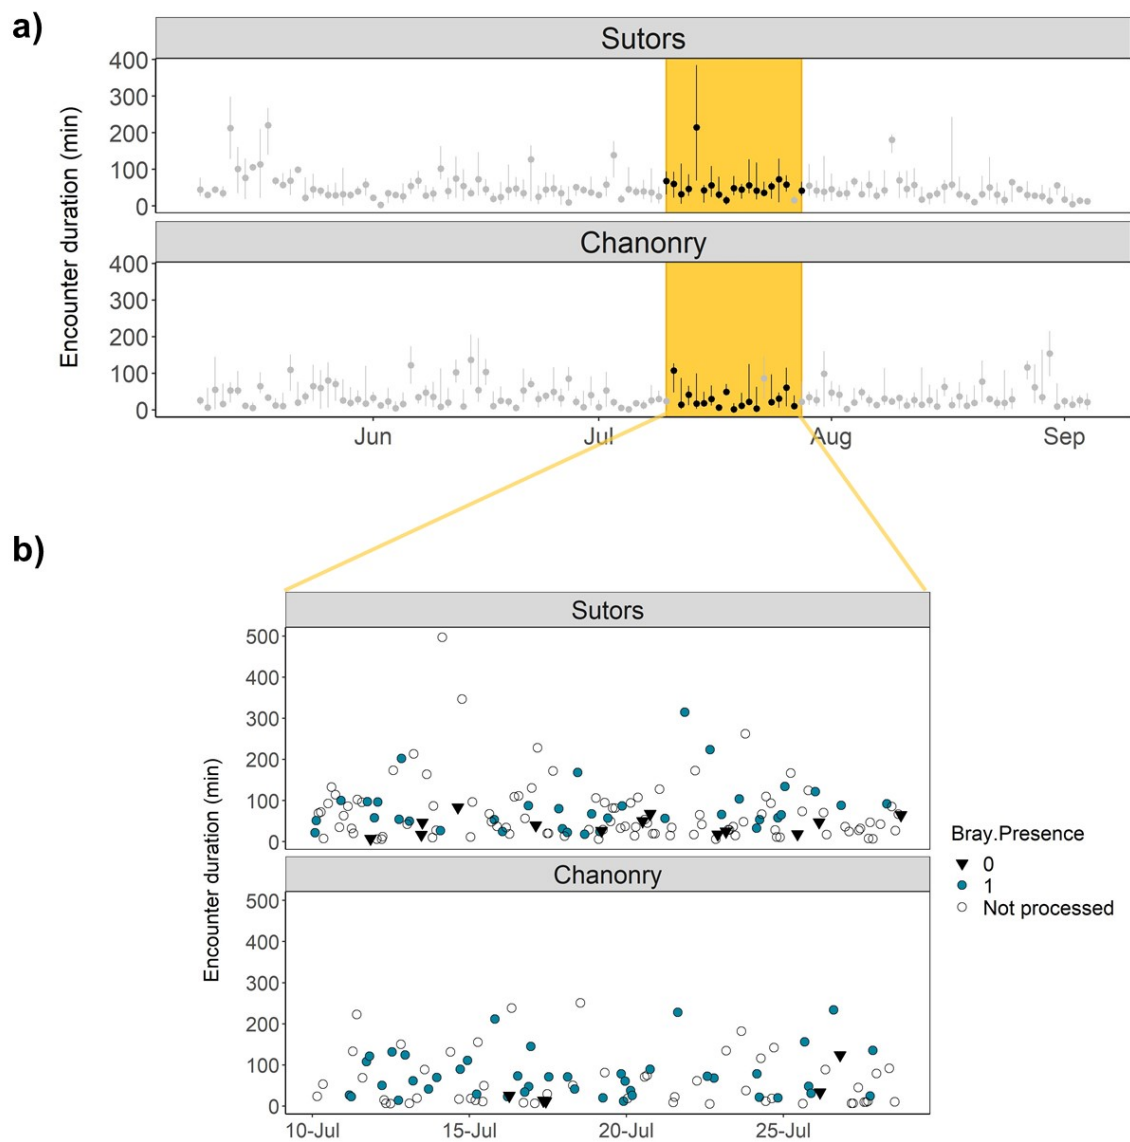 a)
Sutors
Encounter duration (min)
400
300
200
100
0
Chanonry
400
300
200
100
0
Jun Jul Aug Sep
b)
Sutors
Encounter duration (min)
500
400
300
200
100
0
Chanonry
500
400
300
200
100
0
10-Jul 15-Jul 20-Jul 25-Jul
Bray.Presence
0
1
Not processed